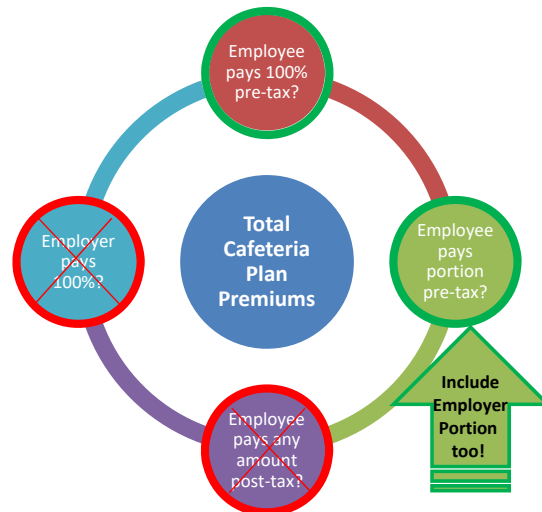 Employee
pays 100%
pre-tax?
Total
Cafeteria
Plan
Premiums
Employer
pays
100%?
Employee
pays
portion
pre-tax?
Include
Employer
Portion
too!
Employee
pays any
amount
post-tax?